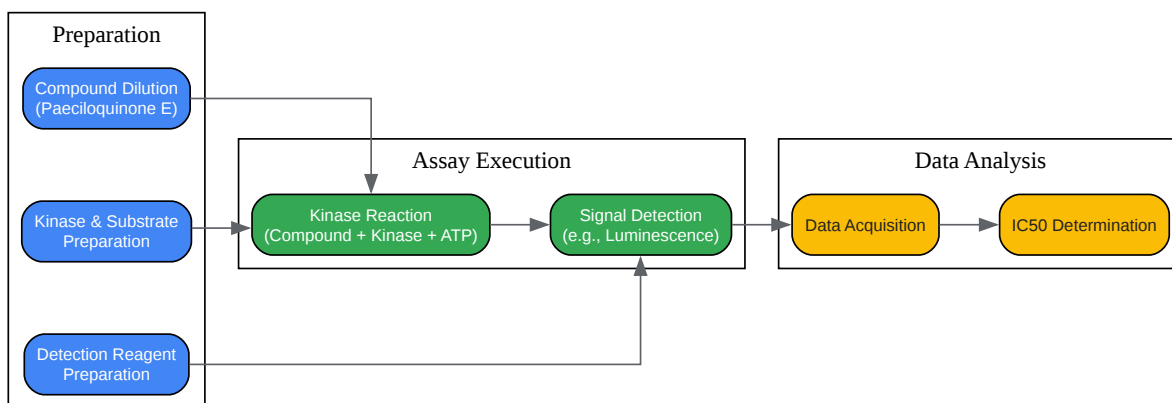 Preparation
Compound Dilution
(Paeciloquinone E)
Kinase & Substrate
Preparation
Detection Reagent
Preparation
Assay Execution
Kinase Reaction
(Compound + Kinase + ATP)
Signal Detection
(e.g., Luminescence)
Data Analysis
Data Acquisition
IC50 Determination